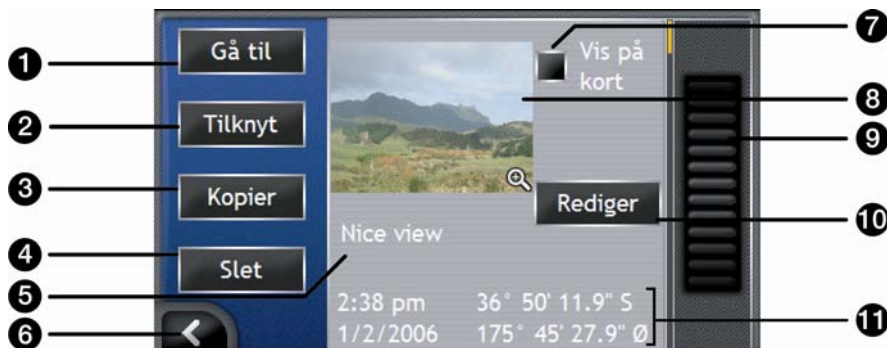 1
Gå til
7
Vis på
kort
8
2
Tilknyt
9
3
Kopier
Rediger
10
4
Slet
Nice view
5
2:38 pm 36° 50' 11.9" S
1/2/2006 175° 45' 27.9" Ø
11
6